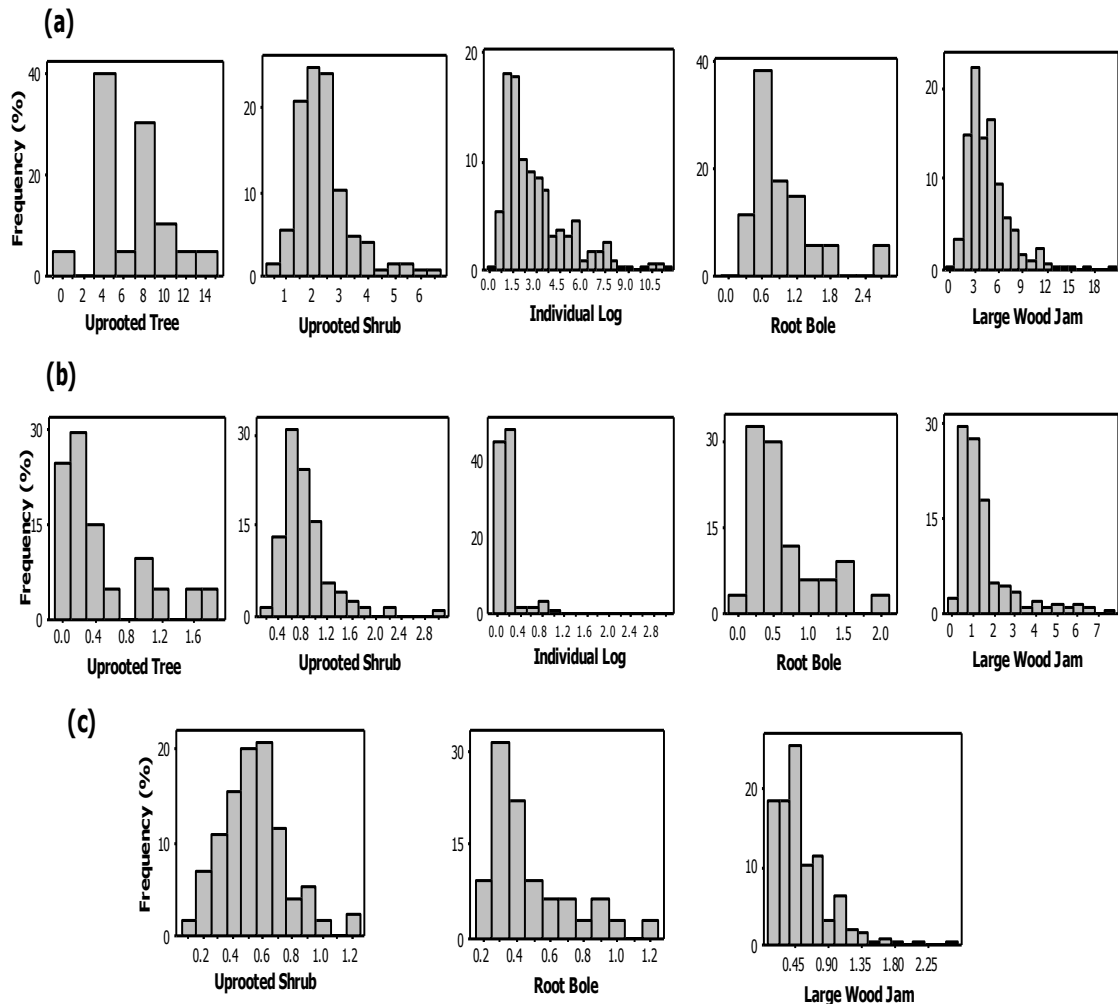 (a)
Frequency (%)
40
20
0
0 2 4 6 8 10 12 14
Uprooted Tree
20
10
0
1 2 3 4 5 6
Uprooted Shrub
20
10
0
0.0 1.5 3.0 4.5 6.0 7.5 9.0 10.5
Individual Log
40
20
0
0.0 0.6 1.2 1.8 2.4
Root Bole
20
10
0
0 3 6 9 12 15 18
Large Wood Jam
(b)
Frequency (%)
30
15
0
0.0 0.4 0.8 1.2 1.6
Uprooted Tree
30
15
0
0.4 0.8 1.2 1.6 2.0 2.4 2.8
Uprooted Shrub
40
20
0
0.0 0.4 0.8 1.2 1.6 2.0 2.4 2.8
Individual Log
30
15
0
0.0 0.5 1.0 1.5 2.0
Root Bole
30
15
0
0 1 2 3 4 5 6 7
Large Wood Jam
(c)
Frequency (%)
20
10
0
0.2 0.4 0.6 0.8 1.0 1.2
Uprooted Shrub
30
15
0
0.2 0.4 0.6 0.8 1.0 1.2
Root Bole
20
10
0
0.45 0.90 1.35 1.80 2.25
Large Wood Jam